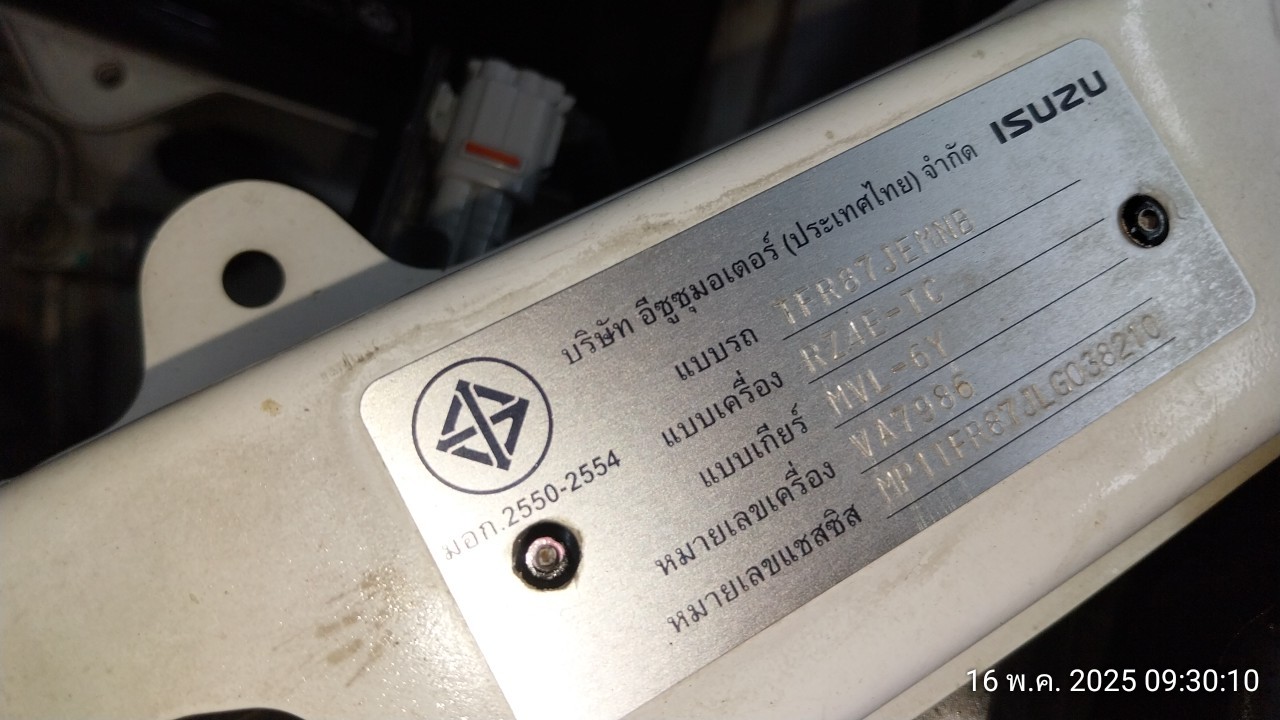 ISUZU
บริษัท อีซูซุมอเตอร์ (ประเทศไทย) จำกัด
แบบรถ TFR87JEMNB
แบบเครื่อง RZ4E-TC
แบบเกียร์ MVL-6Y
หมายเลขเครื่อง VA7986
หมายเลขแชสซิส
มอก.2550-2554
16 พ.ค. 2025 09:30:10